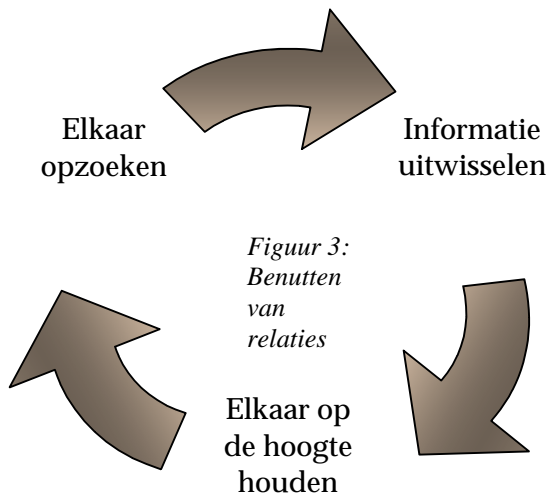 Elkaar
opzoeken
Informatie
uitwisselen
Figuur 3:
Benutten
van
relaties
Elkaar op
de hoogte
houden